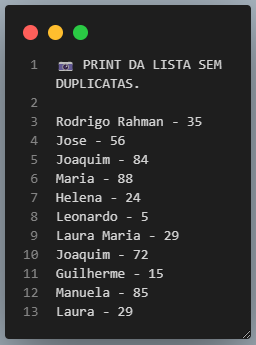 1 📷 PRINT DA LISTA SEM
DUPLICATAS.
2
3 Rodrigo Rahman - 35
4 Jose - 56
5 Joaquim - 84
6 Maria - 88
7 Helena - 24
8 Leonardo - 5
9 Laura Maria - 29
10 Joaquim - 72
11 Guilherme - 15
12 Manuela - 85
13 Laura - 29